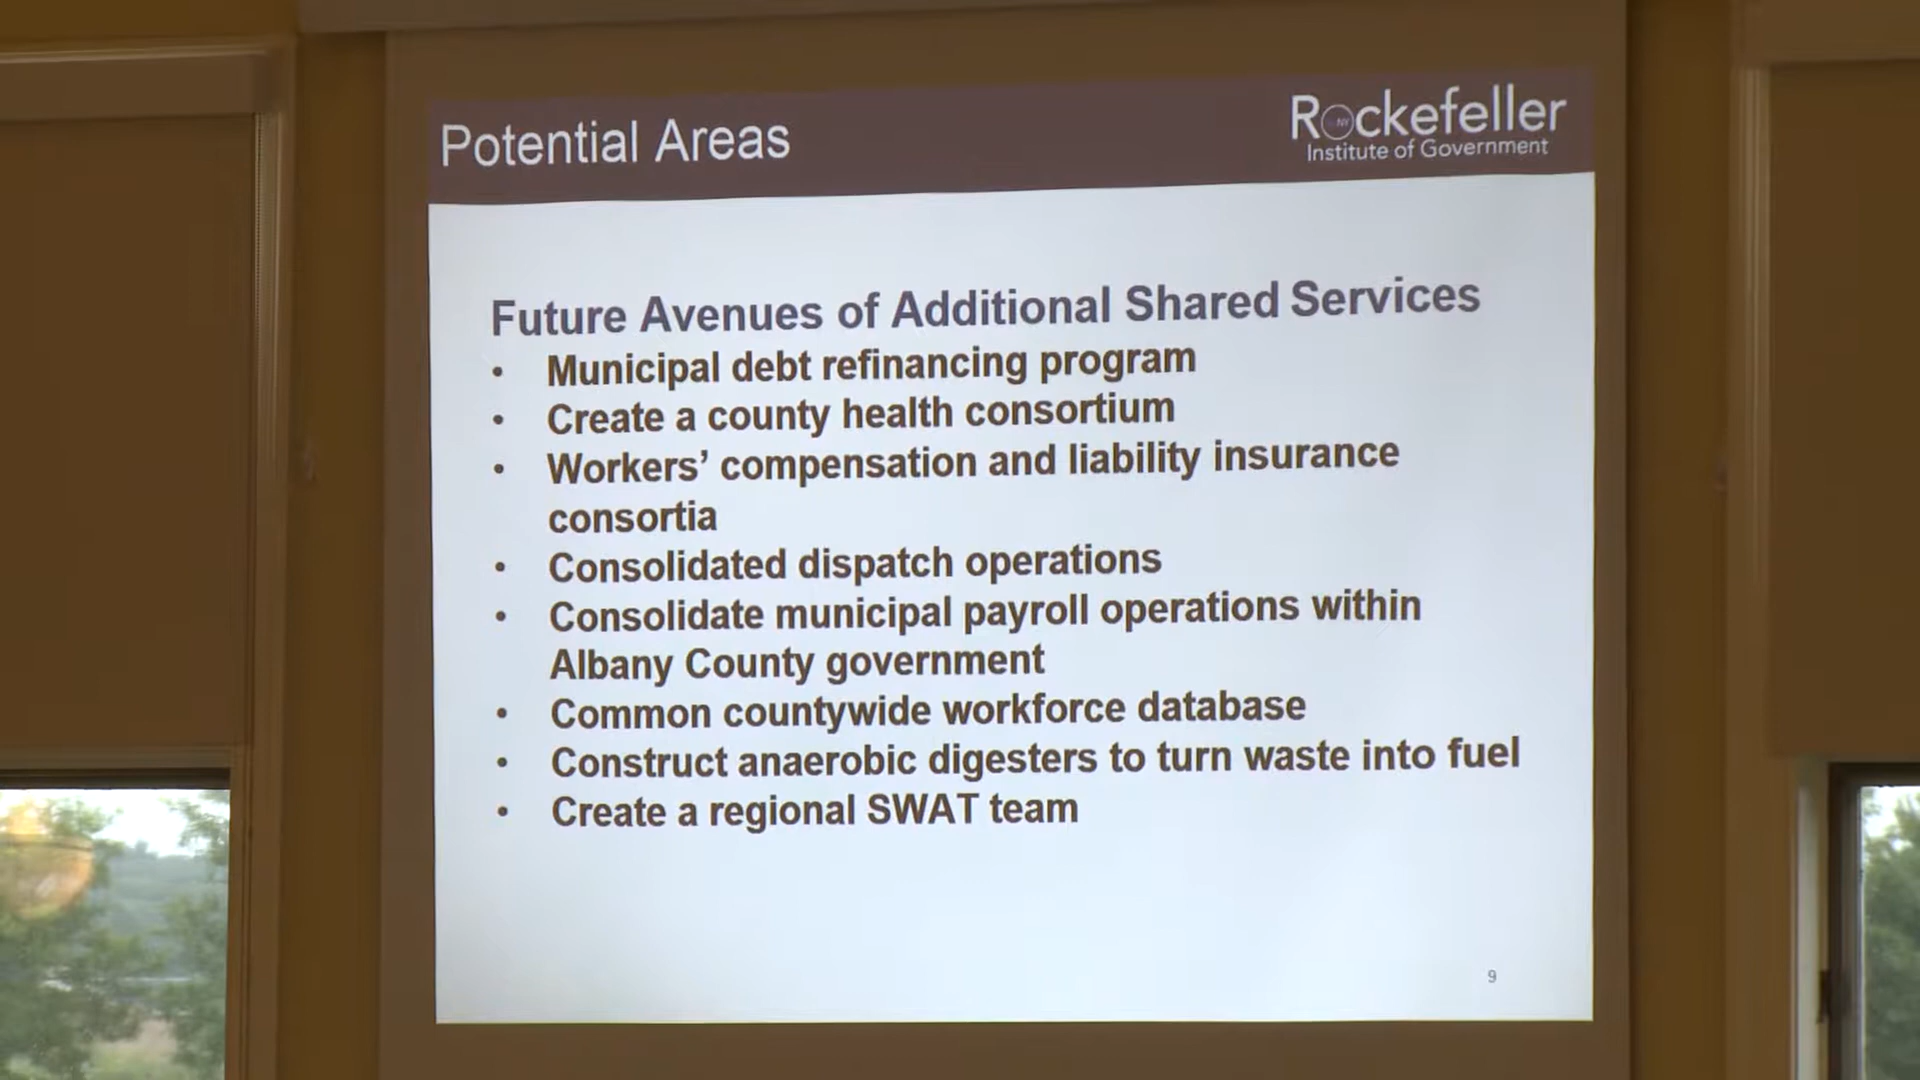 Potential Areas
Rockefeller
NY
Institute of Government
Future Avenues of Additional Shared Services
• Municipal debt refinancing program
• Create a county health consortium
• Workers’ compensation and liability insurance
consortia
• Consolidated dispatch operations
• Consolidate municipal payroll operations within
Albany County government
• Common countywide workforce database
• Construct anaerobic digesters to turn waste into fuel
• Create a regional SWAT team
9